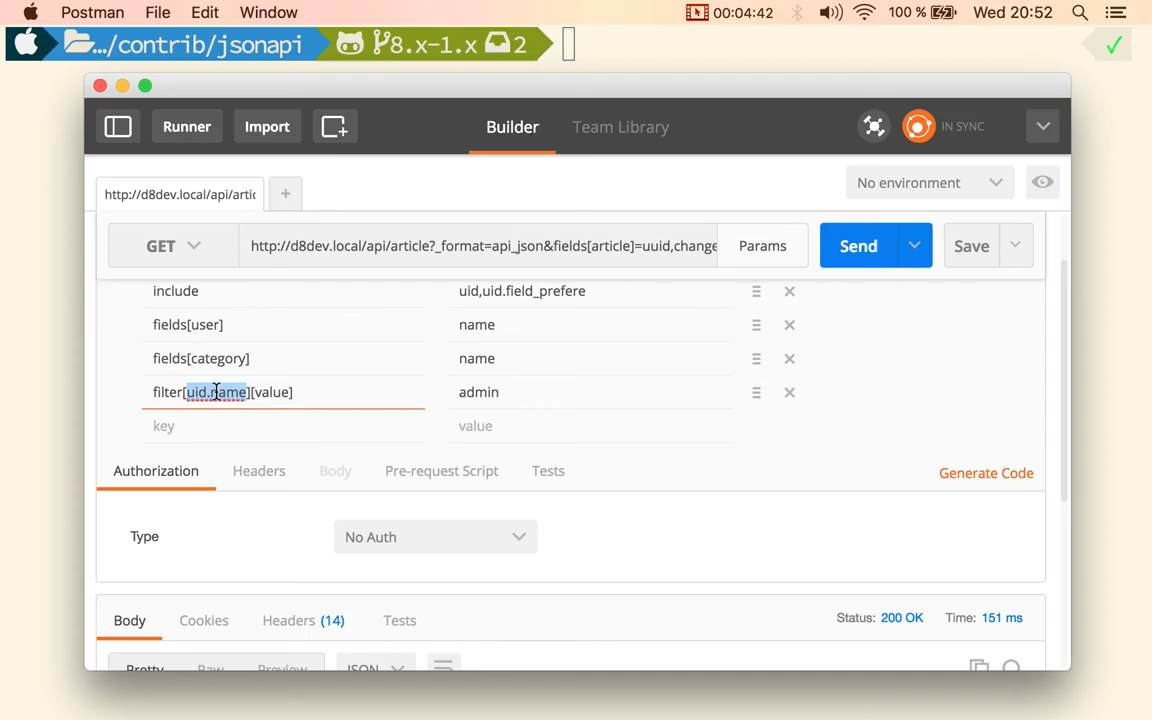 Postman File Edit Window 00:04:42 100 % Wed 20:52
.../contrib/jsonapi 8.x-1.x 2
Runner Import Builder Team Library IN SYNC
http://d8dev.local/api/artic No environment
GET http://d8dev.local/api/article?_format=api_json&fields[article]=uuid,change Params Send Save
include uid,uid.field_prefere
fields[user] name
fields[category] name
filter[uid.name][value] admin
key value
Authorization Headers Body Pre-request Script Tests Generate Code
Type No Auth
Body Cookies Headers (14) Tests Status: 200 OK Time: 151 ms
Pretty Raw Preview JSON